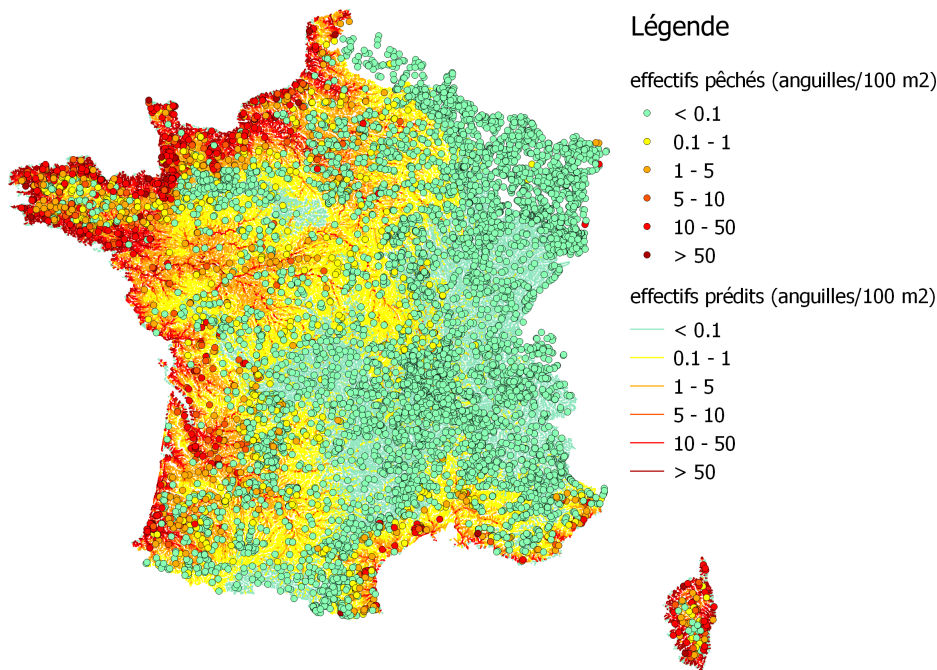 Légende
effectifs pêchés (anguilles/100 m2)
< 0.1
0.1 - 1
1 - 5
5 - 10
10 - 50
> 50
effectifs prédits (anguilles/100 m2)
< 0.1
0.1 - 1
1 - 5
5 - 10
10 - 50
> 50